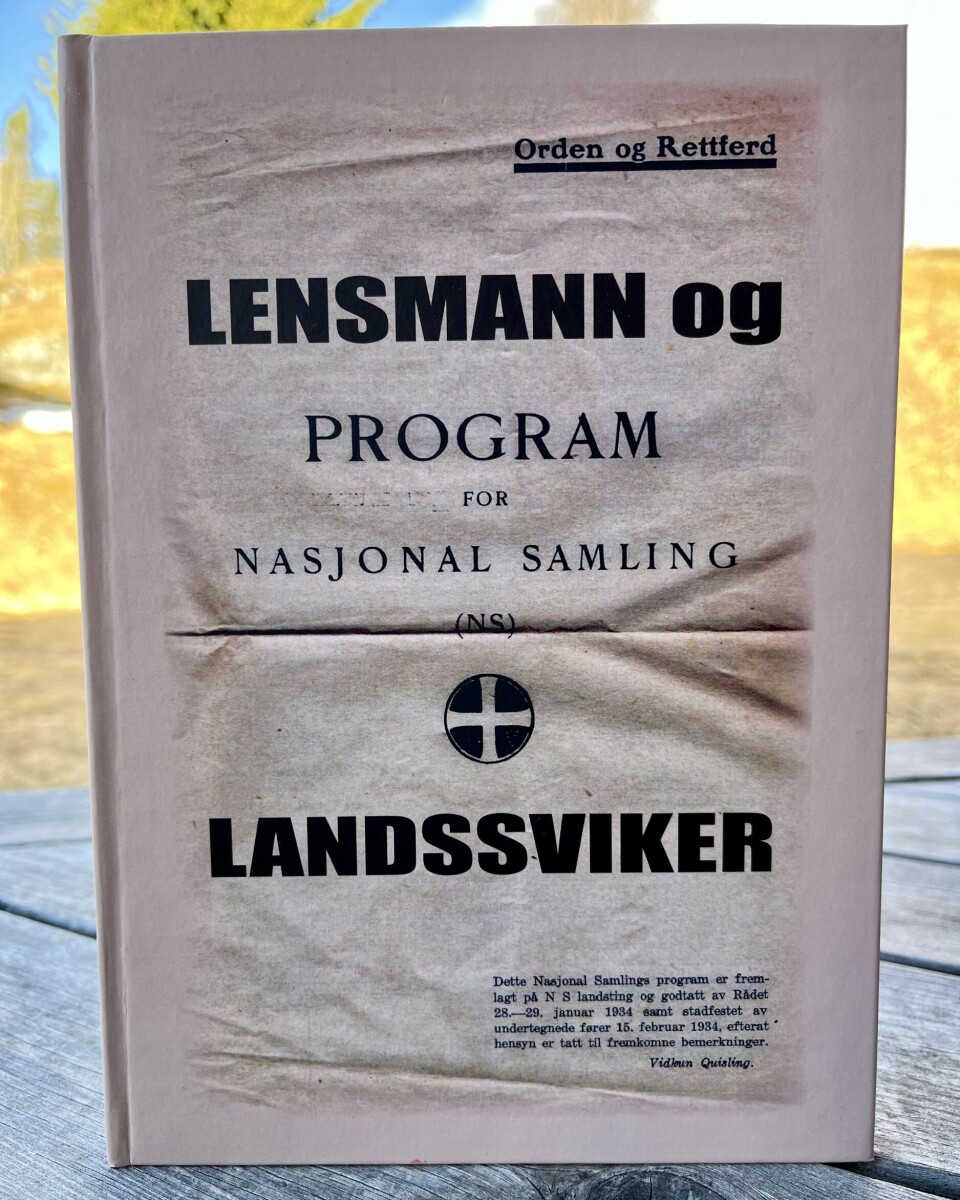 Orden og Rettferd
LENSMANN og
PROGRAM
FOR
NASJONAL SAMLING
(NS)
LANDSSVIKER
Dette Nasjonal Samlings program er frem-
lagt på N S landsting og godtatt av Rådet
28.—29. januar 1934 samt stadfestet av
undertegnede fører 15. februar 1934, efterat
hensyn er tatt til fremkomne bemerkninger.
Vidkun Quisling.